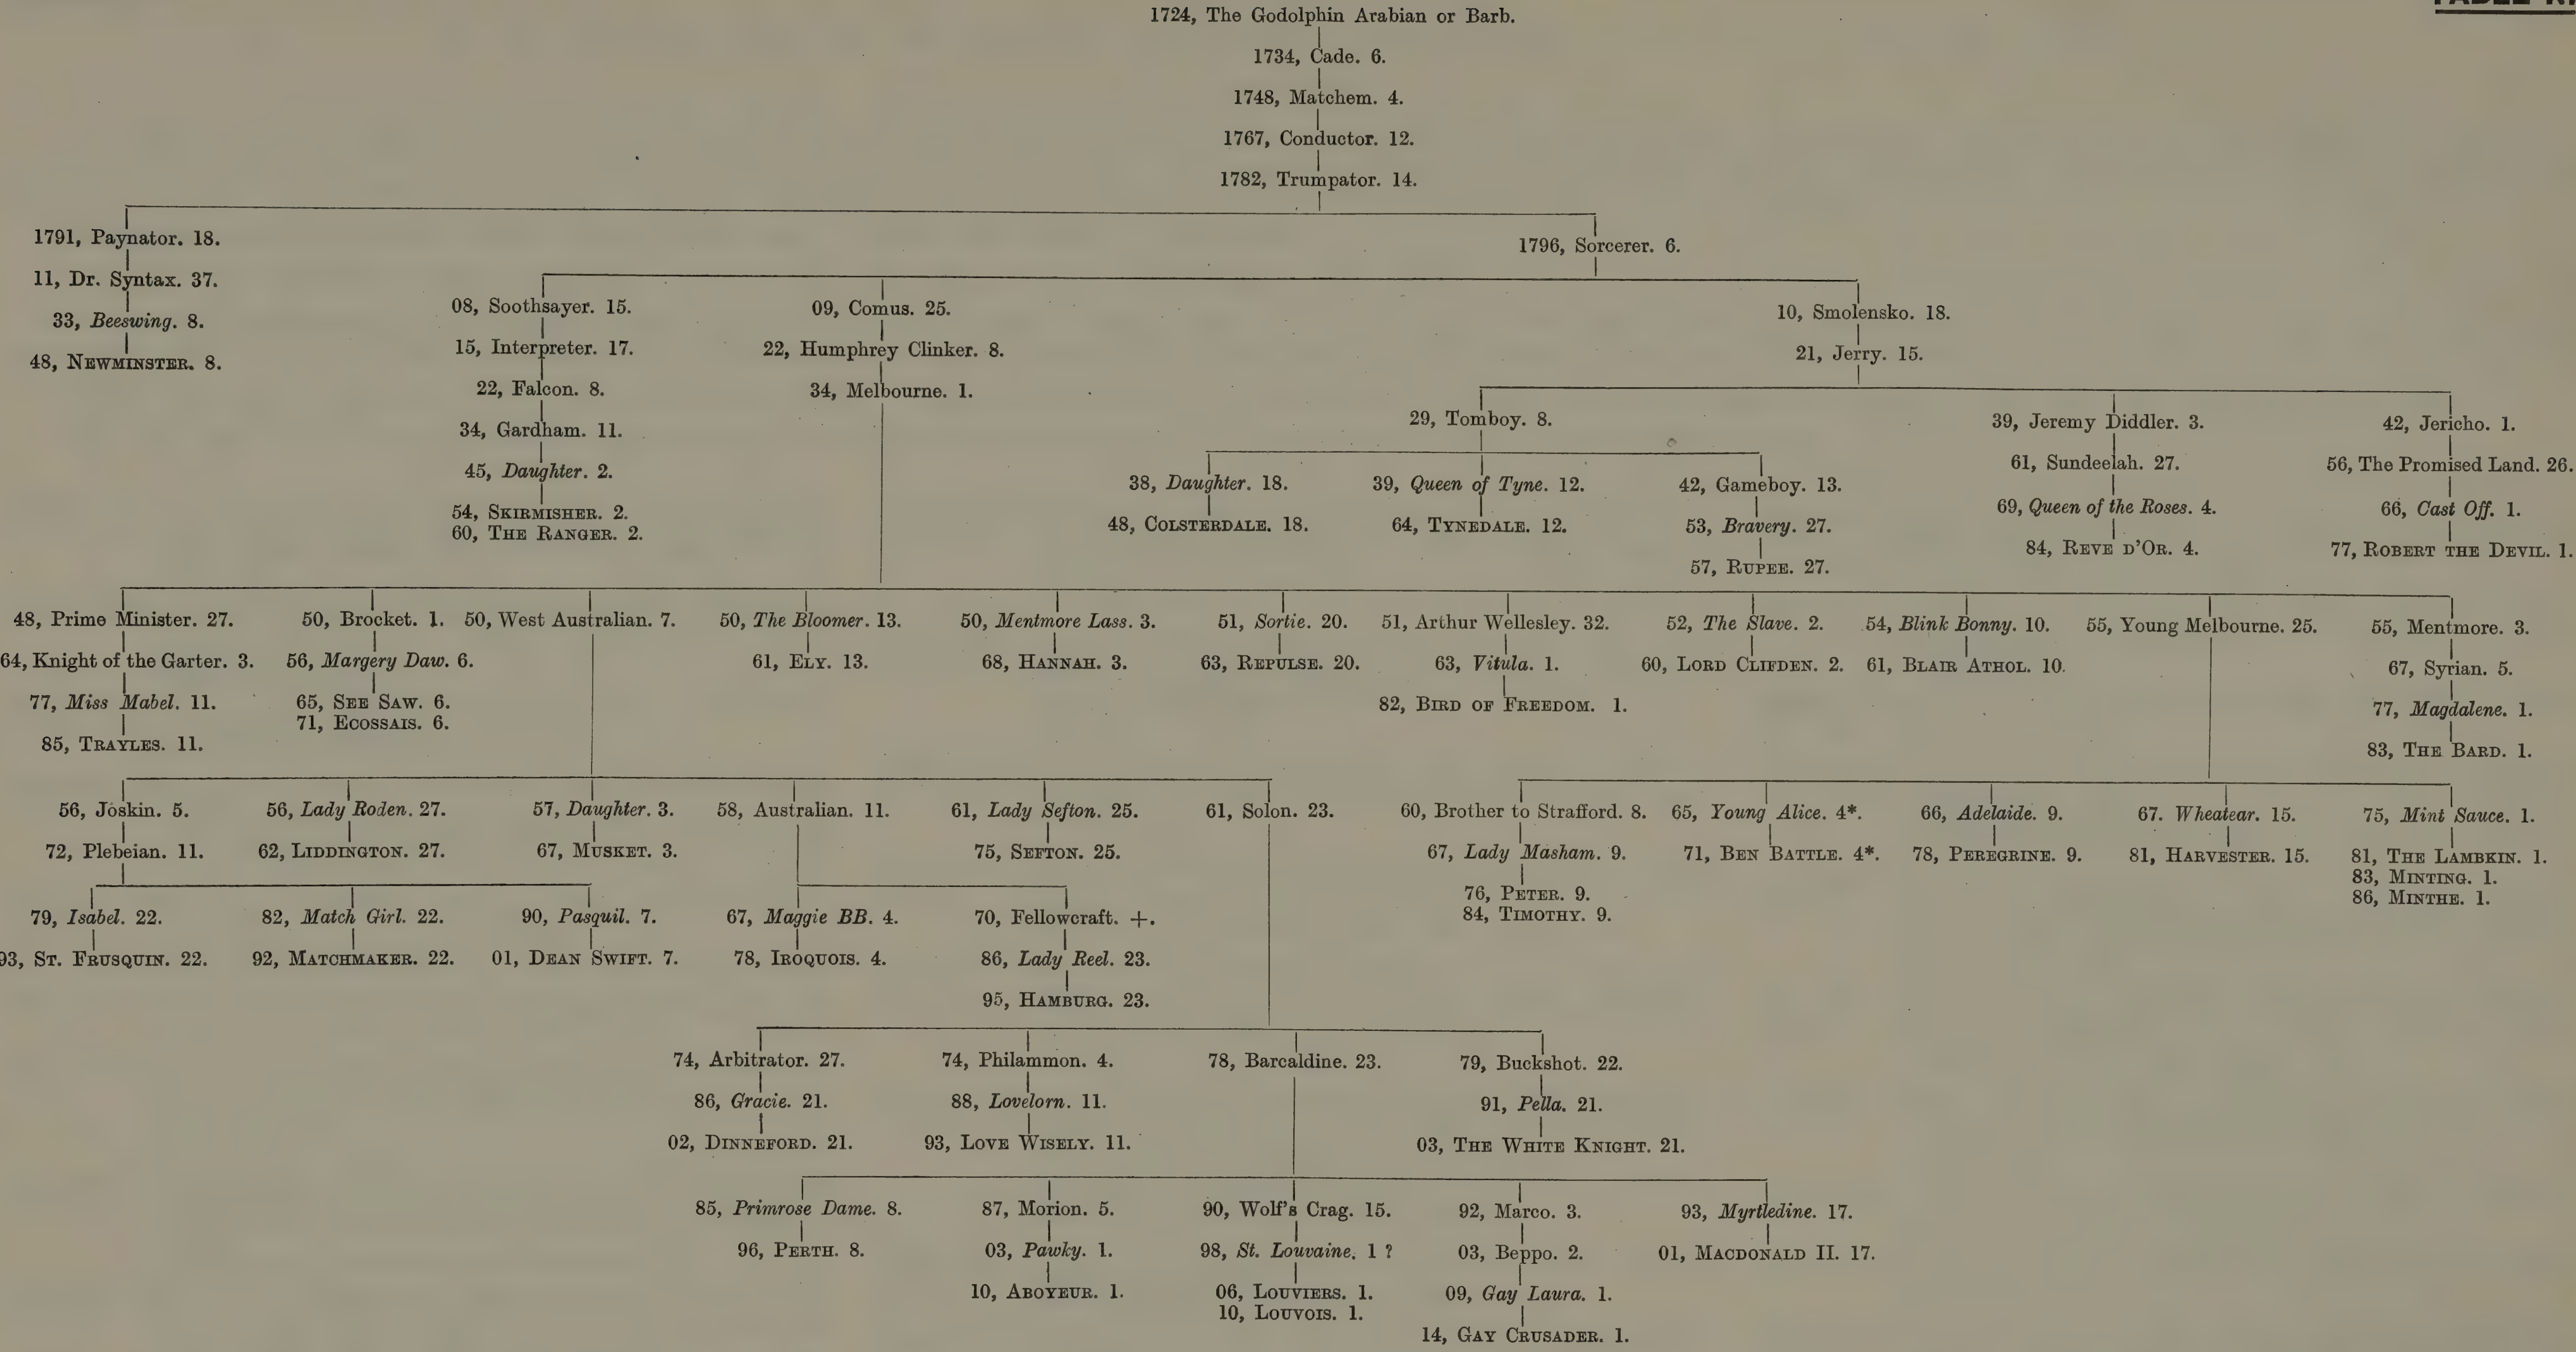 1724, The Godolphin Arabian or Barb.
1734, Cade. 6.
1748, Matchem. 4.
1767, Conductor. 12.
1782, Trumpator. 14.
1791, Paynator. 18.
11, Dr. Syntax. 37.
33, Beeswing. 8.
48, NEWMINSTER. 8.
1796, Sorcerer. 6.
08, Soothsayer. 15.
15, Interpreter. 17.
22, Falcon. 8.
34, Gardham. 11.
45, Daughter. 2.
54, SKIRMISHER. 2.
60, THE RANGER. 2.
09, Comus. 25.
22, Humphrey Clinker. 8.
34, Melbourne. 1.
10, Smolensko. 18.
21, Jerry. 15.
29, Tomboy. 8.
38, Daughter. 18.
48, COLSTERDALE. 18.
39, Queen of Tyne. 12.
64, TYNEDALE. 12.
42, Gameboy. 13.
53, Bravery. 27.
57, RUPEE. 27.
39, Jeremy Diddler. 3.
61, Sundeelah. 27.
69, Queen of the Roses. 4.
84, REVE D'OR. 4.
42, Jericho. 1.
56, The Promised Land. 26.
66, Cast Off. 1.
77, ROBERT THE DEVIL. 1.
48, Prime Minister. 27.
64, Knight of the Garter. 3.
77, Miss Mabel. 11.
85, TRAYLES. 11.
50, Brocket. 1.
56, Margery Daw. 6.
65, SEE SAW. 6.
71, ECOSSAIS. 6.
50, West Australian. 7.
50, The Bloomer. 13.
61, ELY. 13.
50, Mentmore Lass. 3.
68, HANNAH. 3.
51, Sortie. 20.
63, REPULSE. 20.
51, Arthur Wellesley. 32.
63, Vitula. 1.
82, BIRD OF FREEDOM. 1.
52, The Slave. 2.
60, LORD CLIFDEN. 2.
54, Blink Bonny. 10.
61, BLAIR ATHOL. 10.
55, Young Melbourne. 25.
55, Mentmore. 3.
67, Syrian. 5.
77, Magdalene. 1.
83, THE BARD. 1.
56, Joskin. 5.
72, Plebeian. 11.
56, Lady Roden. 27.
62, LIDDINGTON. 27.
57, Daughter. 3.
67, MUSKET. 3.
58, Australian. 11.
61, Lady Sefton. 25.
75, SEFTON. 25.
61, Solon. 23.
60, Brother to Strafford. 8.
67, Lady Masham. 9.
76, PETER. 9.
84, TIMOTHY. 9.
65, Young Alice. 4*.
71, BEN BATTLE. 4*.
66, Adelaide. 9.
78, PEREGRINE. 9.
67. Wheatear. 15.
81, HARVESTER. 15.
75, Mint Sauce. 1.
81, THE LAMBKIN. 1.
83, MINTING. 1.
86, MINTHE. 1.
79, Isabel. 22.
93, ST. FRUSQUIN. 22.
82, Match Girl. 22.
92, MATCHMAKER. 22.
90, Pasquil. 7.
01, DEAN SWIFT. 7.
67, Maggie BB. 4.
78, IROQUOIS. 4.
70, Fellowcraft. +.
86, Lady Reel. 23.
95, HAMBURG. 23.
74, Arbitrator. 27.
86, Gracie. 21.
02, DINNEFORD. 21.
74, Philammon. 4.
88, Lovelorn. 11.
93, LOVE WISELY. 11.
78, Barcaldine. 23.
79, Buckshot. 22.
91, Pella. 21.
03, THE WHITE KNIGHT. 21.
85, Primrose Dame. 8.
96, PERTH. 8.
87, Morion. 5.
03, Pawky. 1.
10, ABOYEUR. 1.
90, Wolf's Crag. 15.
98, St. Louvaine. 1 ?
06, LOUVIERS. 1.
10, LOUVOIS. 1.
92, Marco. 3.
03, Beppo. 2.
09, Gay Laura. 1.
14, GAY CRUSADER. 1.
93, Myrtledine. 17.
01, MACDONALD II. 17.